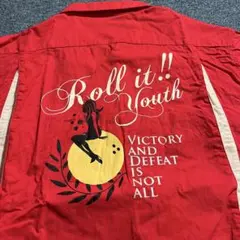 Roll it!!
Youth
VICTORY
AND
DEFEAT
IS
NOT
ALL